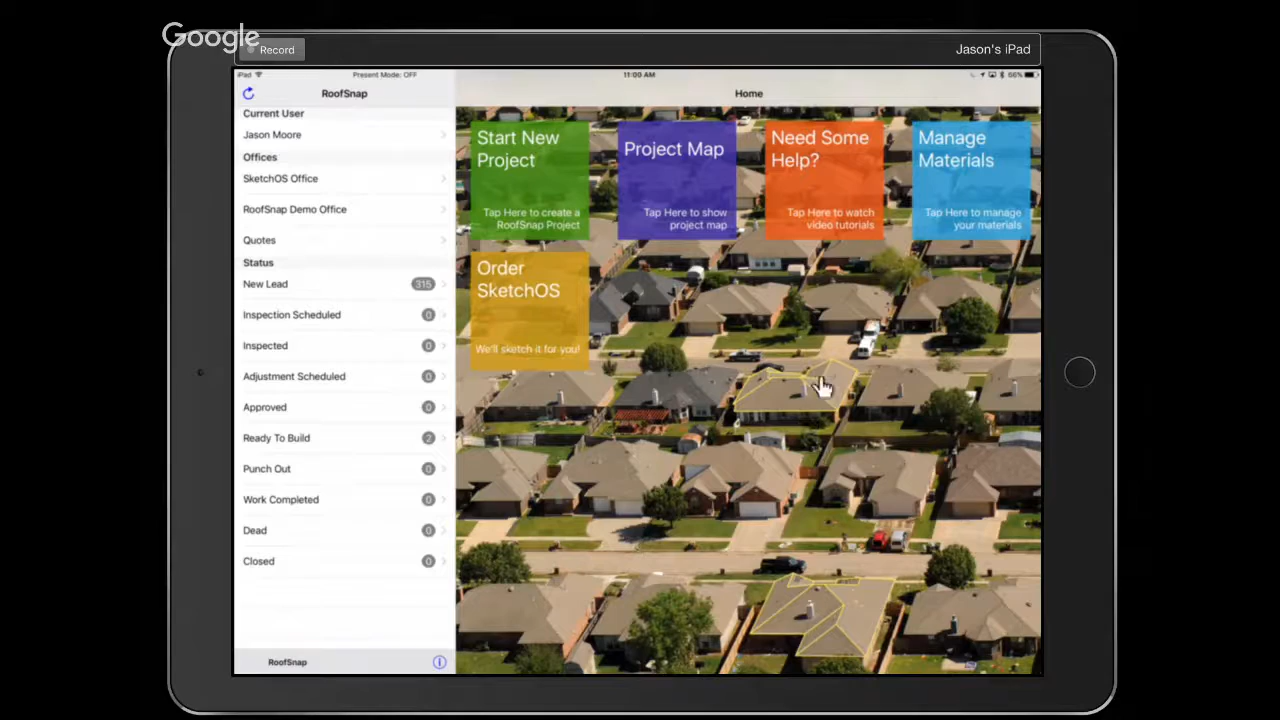 Google
Record
Jason's iPad
iPad
Present Mode: OFF
11:00 AM
66%
RoofSnap
Home
Current User
Jason Moore
Offices
SketchOS Office
RoofSnap Demo Office
Quotes
Status
New Lead 315
Inspection Scheduled 0
Inspected 0
Adjustment Scheduled 0
Approved 0
Ready To Build 2
Punch Out 0
Work Completed 0
Dead 0
Closed 0
RoofSnap
Start New
Project
Tap Here to create a
RoofSnap Project
Project Map
Tap Here to show
project map
Need Some
Help?
Tap Here to watch
video tutorials
Manage
Materials
Tap Here to manage
your materials
Order
SketchOS
We'll sketch it for you!